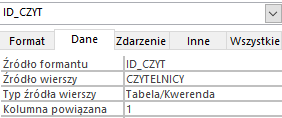 ID_CZYT
Format Dane Zdarzenie Inne Wszystkie
Źródło formantu ID_CZYT
Źródło wierszy CZYTELNICY
Typ źródła wierszy Tabela/Kwerenda
Kolumna powiązana 1